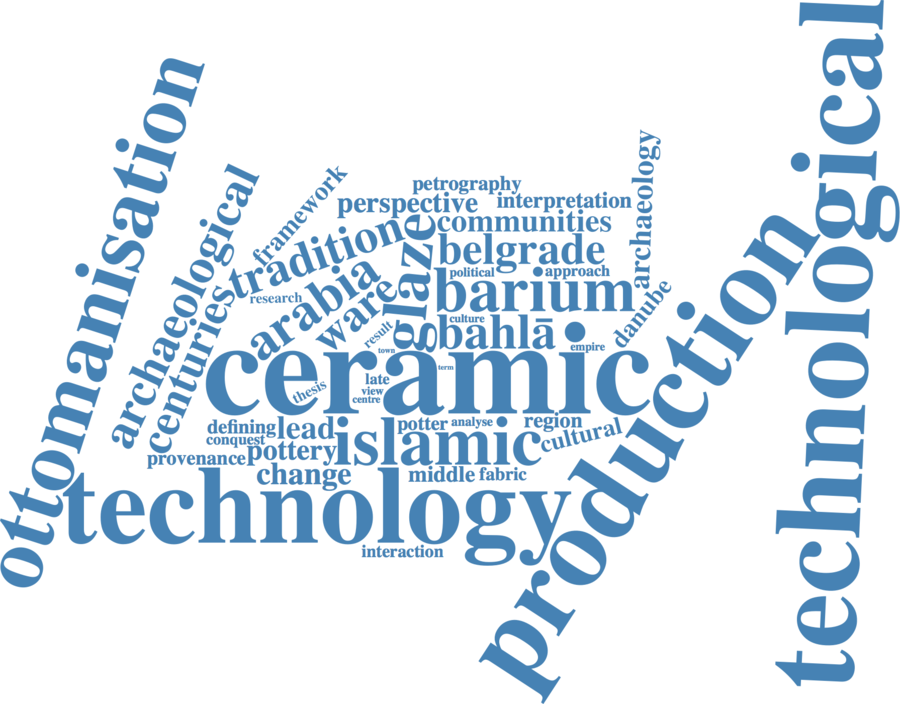 technological
ottomanisation
archaeology
archaeological
framework
petrography
perspective
interpretation
tradition
communities
glaze
belgrade
production
centuries
research
arabia
political
approach
barium
ware
danube
culture
result
bahlā
empire
town
ceramic
term
thesis
late
view
centre
defining
lead
potter
analyse
region
conquest
islamic
cultural
provenance
pottery
change
middle
fabric
technology
interaction